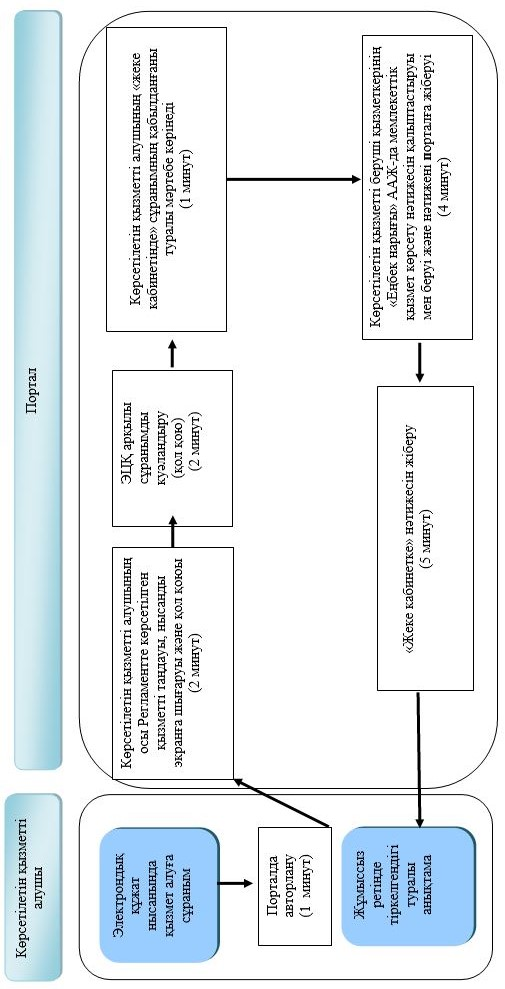 Көрсетілетін қызметті
алушы
Портал
Электрондық
құжат
нысанында
қызмет алуға
сұраным
Порталда
авторлану
(1 минут)
Көрсетілетін қызметті алушының
осы Регламентте көрсетілген
қызметті таңдауы, нысанды
экранға шығаруы және қол қоюы
(2 минут)
ЭЦҚ арқылы
сұранымды
куәландыру
(қол қою)
(2 минут)
Көрсетілетін қызметті алушының «жеке
кабинетінде» сұранымның қабылданғаны
туралы мәртебе көрінеді
(1 минут)
Көрсетілетін қызметті беруші қызметкерінің
«Еңбек нарығы» ААЖ-да мемлекеттік
қызмет көрсету нәтижесін қалыптастыруы
мен беруі және нәтижені порталға жіберуі
(4 минут)
«Жеке кабинетке» нәтижесін жіберу
(5 минут)
Жұмыссыз
ретінде
тіркелгендігі
туралы
анықтама